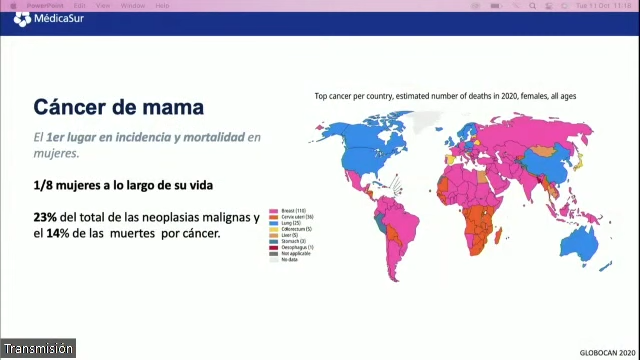 PowerPoint Edit View Window Help
Tue 11 Oct 11:16
MédicaSur
Cáncer de mama
El 1er lugar en incidencia y mortalidad en
mujeres.
1/8 mujeres a lo largo de su vida
23% del total de las neoplasias malignas y
el 14% de las muertes por cáncer.
Top cancer per country, estimated number of deaths in 2020, females, all ages
Breast (110)
Cervix uteri (36)
Lung (25)
Colorectum (5)
Liver (5)
Stomach (3)
Oesophagus (1)
Not applicable
No data
Transmisión
GLOBOCAN 2020